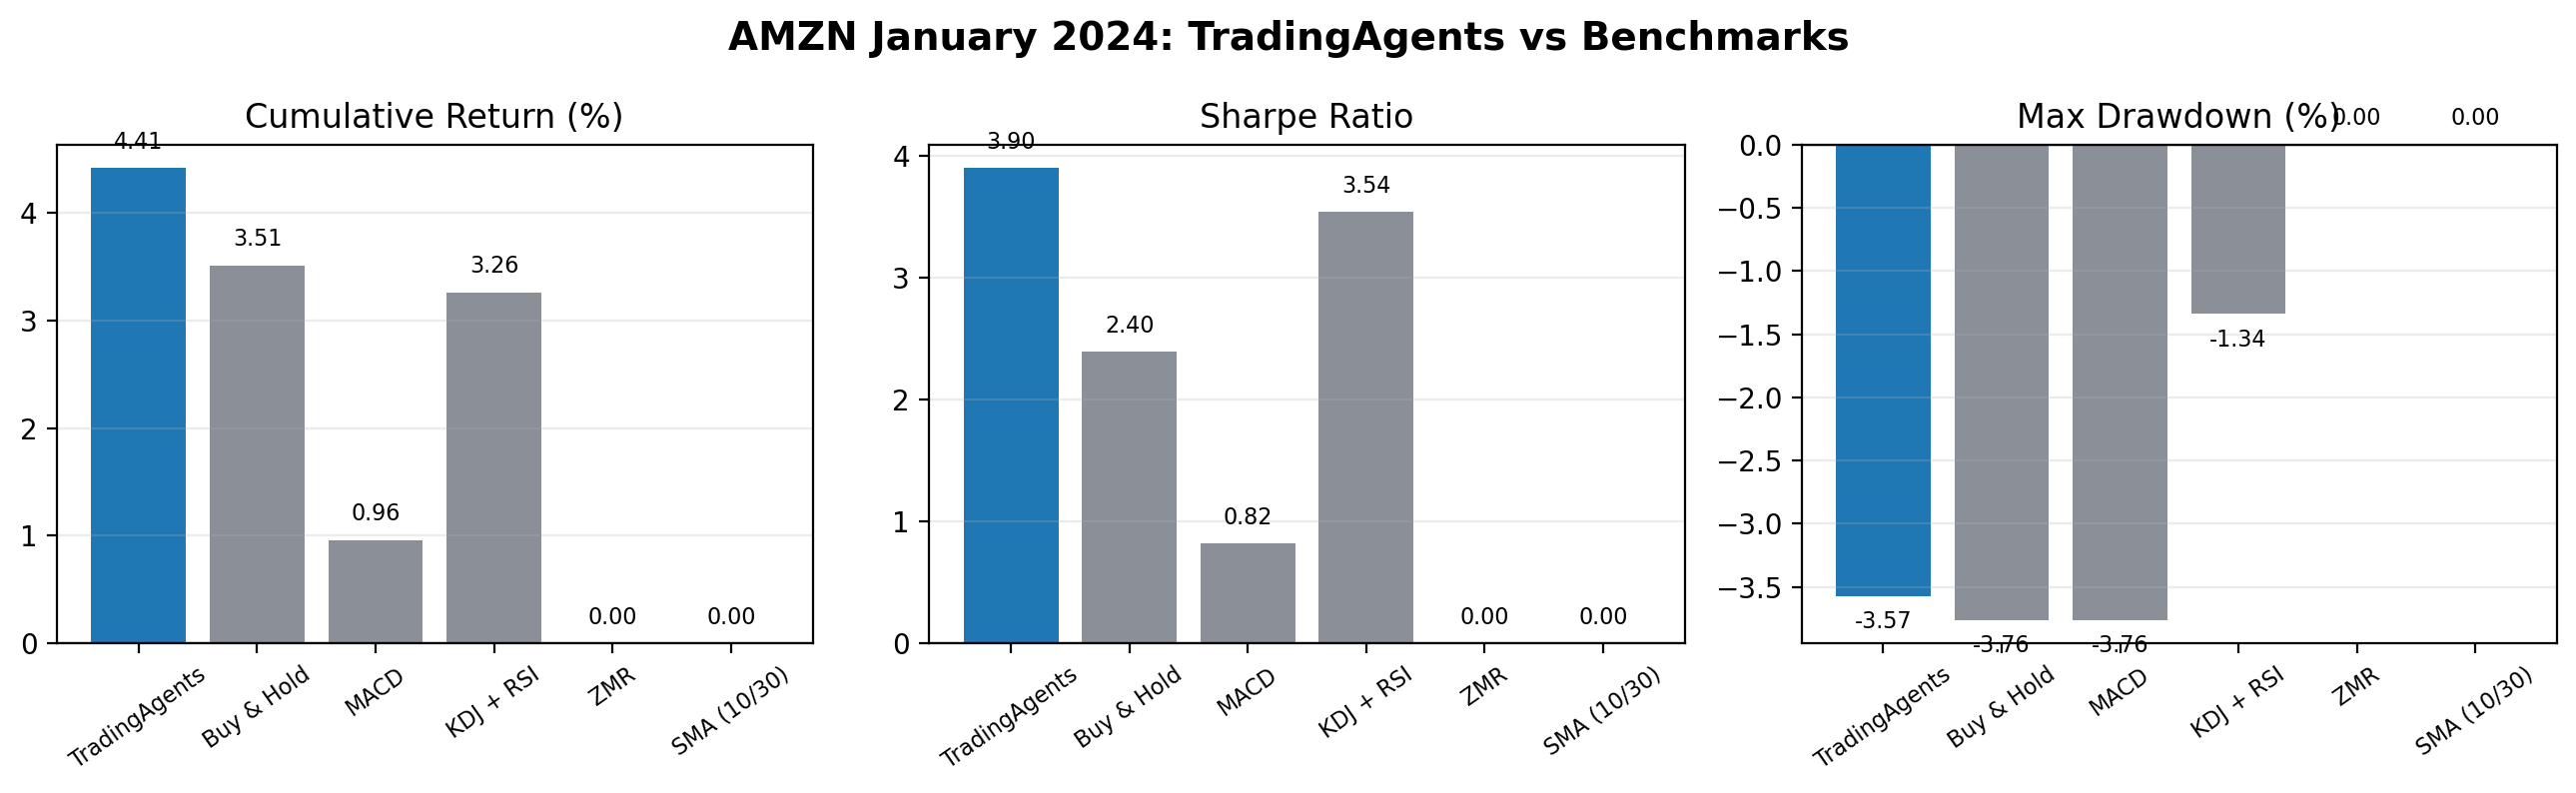 AMZN January 2024: TradingAgents vs Benchmarks
Cumulative Return (%)
4.41
3.51
0.96
3.26
0.00
0.00
4
3
2
1
0
TradingAgents
Buy & Hold
MACD
KDJ + RSI
ZMR
SMA (10/30)
Sharpe Ratio
3.90
2.40
0.82
3.54
0.00
0.00
4
3
2
1
0
TradingAgents
Buy & Hold
MACD
KDJ + RSI
ZMR
SMA (10/30)
Max Drawdown (%)
0.00
0.00
0.0
−0.5
−1.0
−1.5
−2.0
−2.5
−3.0
−3.5
-3.57
-3.76
-3.76
-1.34
TradingAgents
Buy & Hold
MACD
KDJ + RSI
ZMR
SMA (10/30)